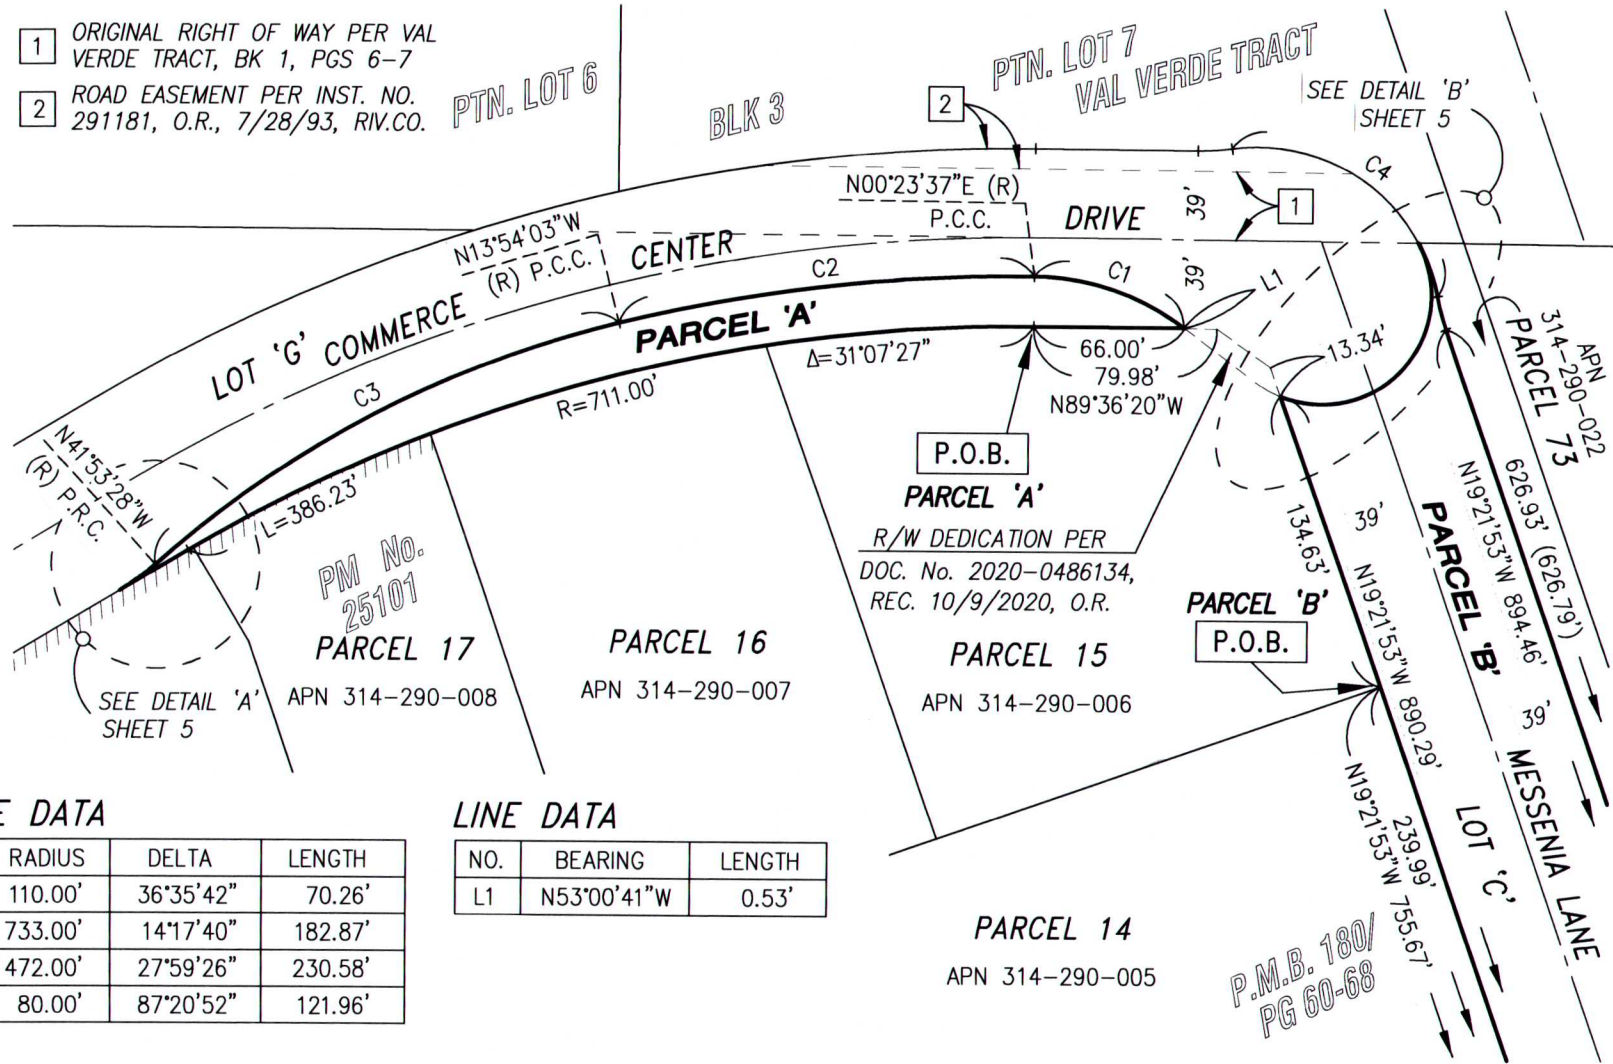 1
ORIGINAL RIGHT OF WAY PER VAL
VERDE TRACT, BK 1, PGS 6-7
2
ROAD EASEMENT PER INST. NO.
291181, O.R., 7/28/93, RIV.CO.
PTN. LOT 6
BLK 3
PTN. LOT 7
VAL VERDE TRACT
SEE DETAIL 'B'
SHEET 5
2
1
C4
N00°23'37"E (R)
P.C.C.
DRIVE
39'
39'
N13°54'03"W
(R) P.C.C.
CENTER
C2
C1
L1
LOT 'G' COMMERCE
PARCEL 'A'
C3
R=711.00'
Δ=31°07'27"
66.00'
79.98'
N89°36'20"W
13.34'
APN
314-290-022
PARCEL 73
N41°53'28"W
(R) P.R.C.
L=386.23'
P.O.B.
PARCEL 'A'
R/W DEDICATION PER
DOC. No. 2020-0486134,
REC. 10/9/2020, O.R.
PM No.
25101
134.63'
39'
N19°21'53"W 890.29'
PARCEL 'B'
N19°21'53"W 894.46'
626.93' (626.79')
PARCEL 'B'
P.O.B.
PARCEL 17
APN 314-290-008
PARCEL 16
APN 314-290-007
PARCEL 15
APN 314-290-006
SEE DETAIL 'A'
SHEET 5
39'
MESSENIA LANE
LOT 'C'
239.99'
N19°21'53"W 755.67'
PARCEL 14
APN 314-290-005
P.M.B. 180/
PG 60-68
E DATA
RADIUS DELTA LENGTH
110.00' 36°35'42" 70.26'
733.00' 14°17'40" 182.87'
472.00' 27°59'26" 230.58'
80.00' 87°20'52" 121.96'
LINE DATA
NO. BEARING LENGTH
L1 N53°00'41"W 0.53'